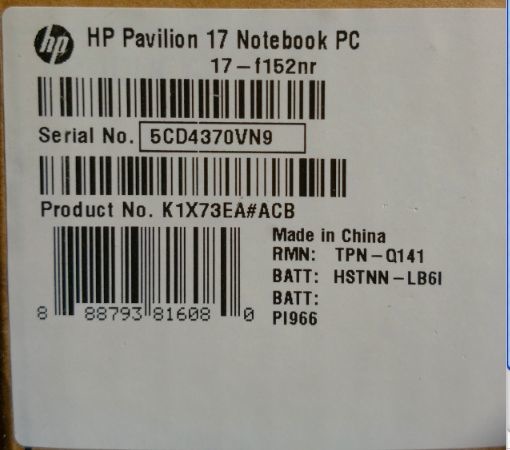 hp HP Pavilion 17 Notebook PC
17-f152nr
Serial No. 5CD4370VN9
Product No. K1X73EA#ACB
8 88793 81608 0
Made in China
RMN: TPN-Q141
BATT: HSTNN-LB6I
BATT:
PI966